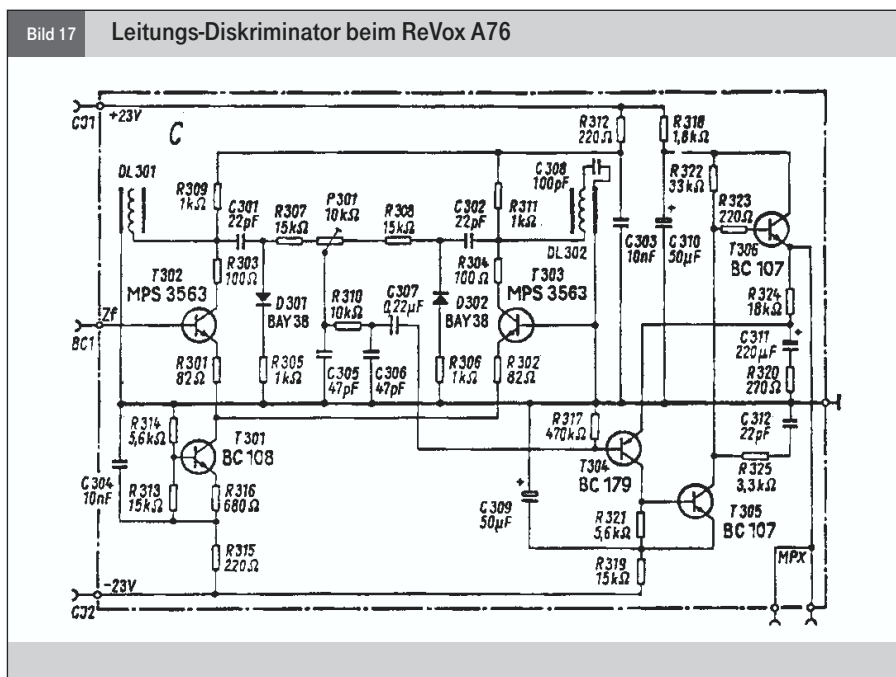 Bild 17
Leitungs-Diskriminator beim ReVox A76
CJ1
+23V
C
DL301
R309
1kΩ
C301
22pF
R307
15kΩ
P301
10kΩ
R308
15kΩ
C302
22pF
R311
1kΩ
C308
100pF
DL302
R312
220Ω
R318
1,8kΩ
R322
33kΩ
R323
220Ω
T306
BC 107
C303
10nF
C310
50µF
+
T302
MPS 3563
R303
100Ω
D301
BAY38
R310
10kΩ
C307
0,22µF
D302
BAY 38
R304
100Ω
T303
MPS 3563
R324
18kΩ
C311
220µF
+
R320
270Ω
Zf
BC1
R301
82Ω
R305
1kΩ
C305
47pF
C306
47pF
R306
1kΩ
R302
82Ω
C312
22pF
R325
3,3kΩ
R314
5,6kΩ
T301
BC 108
R317
470kΩ
T304
BC 179
C304
10nF
R313
15kΩ
R316
680Ω
C309
50µF
+
R321
5,6kΩ
T305
BC 107
R315
220Ω
R319
15kΩ
MPX
-23V
CJ2